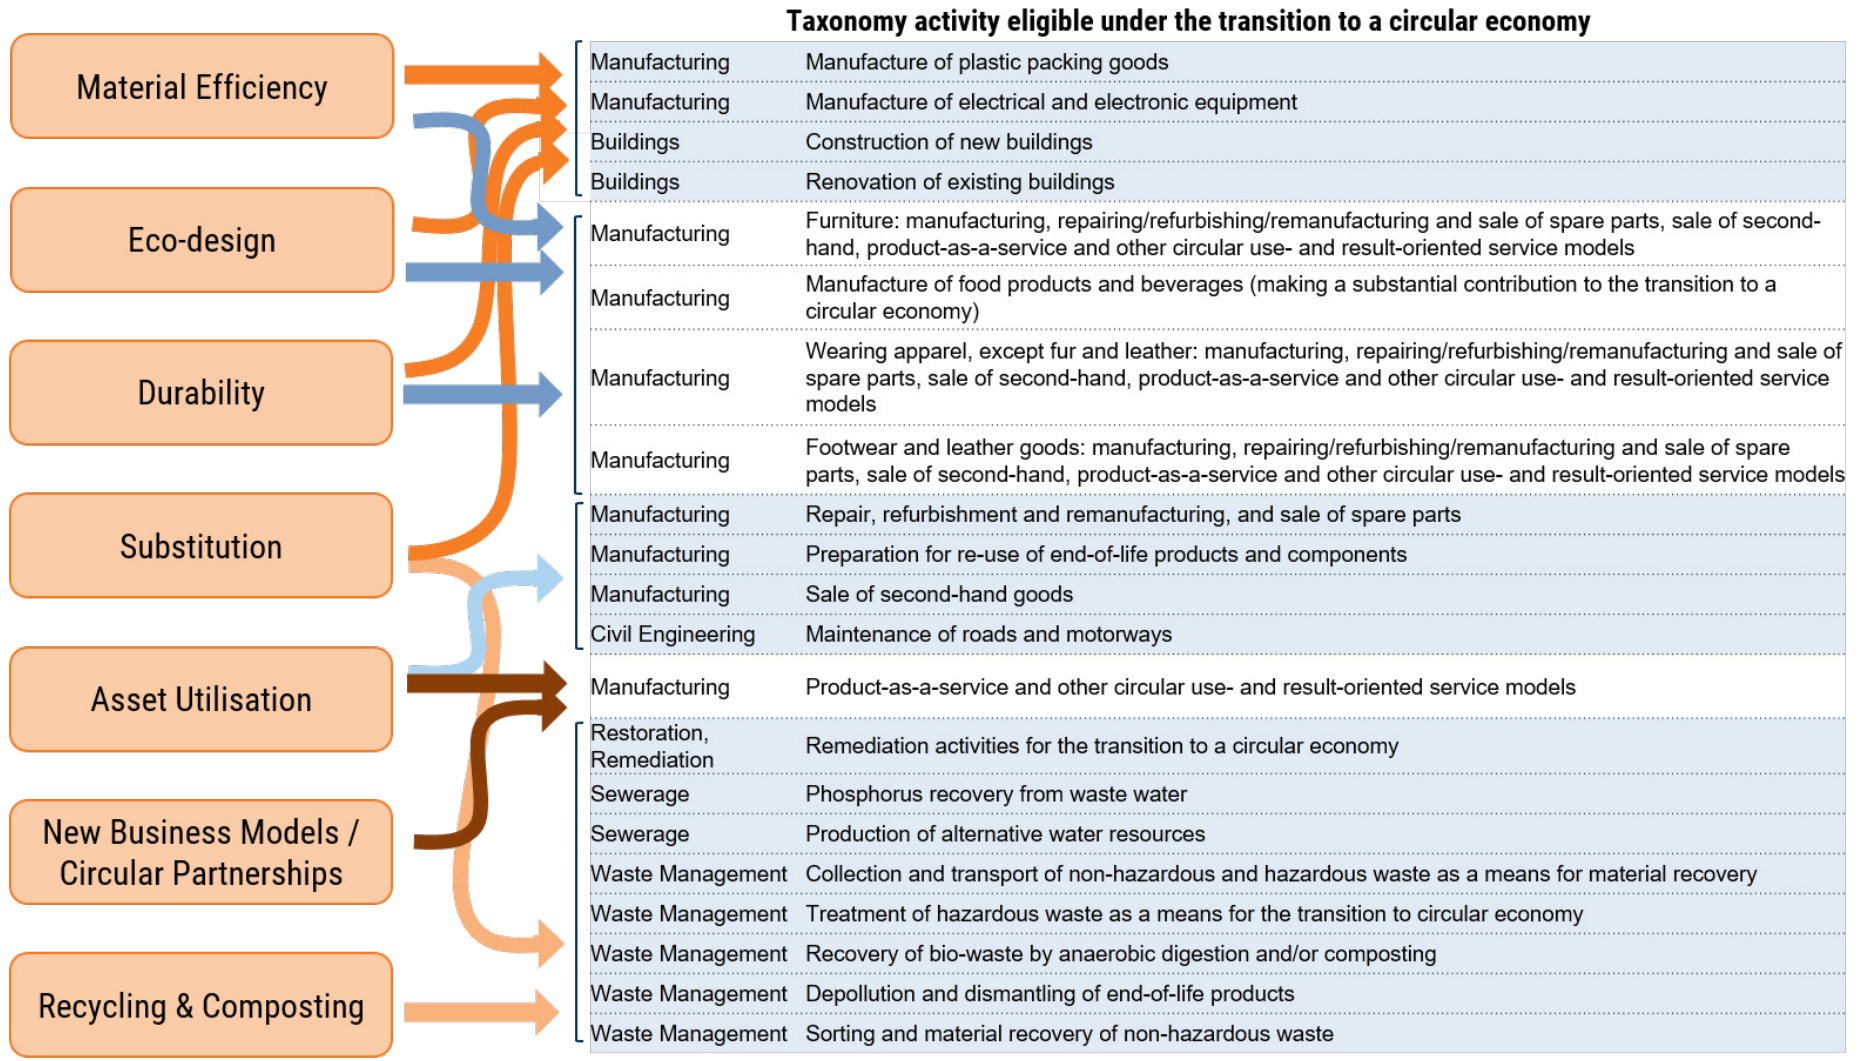 Taxonomy activity eligible under the transition to a circular economy
Material Efficiency
Eco-design
Durability
Substitution
Asset Utilisation
New Business Models /
Circular Partnerships
Recycling & Composting
Manufacturing Manufacture of plastic packing goods
Manufacturing Manufacture of electrical and electronic equipment
Buildings Construction of new buildings
Buildings Renovation of existing buildings
Manufacturing
Furniture: manufacturing, repairing/refurbishing/remanufacturing and sale of spare parts, sale of second-
hand, product-as-a-service and other circular use- and result-oriented service models
Manufacturing
Manufacture of food products and beverages (making a substantial contribution to the transition to a
circular economy)
Manufacturing
Wearing apparel, except fur and leather: manufacturing, repairing/refurbishing/remanufacturing and sale of
spare parts, sale of second-hand, product-as-a-service and other circular use- and result-oriented service
models
Manufacturing
Footwear and leather goods: manufacturing, repairing/refurbishing/remanufacturing and sale of spare
parts, sale of second-hand, product-as-a-service and other circular use- and result-oriented service models
Manufacturing Repair, refurbishment and remanufacturing, and sale of spare parts
Manufacturing Preparation for re-use of end-of-life products and components
Manufacturing Sale of second-hand goods
Civil Engineering Maintenance of roads and motorways
Manufacturing Product-as-a-service and other circular use- and result-oriented service models
Restoration,
Remediation
Remediation activities for the transition to a circular economy
Sewerage Phosphorus recovery from waste water
Sewerage Production of alternative water resources
Waste Management Collection and transport of non-hazardous and hazardous waste as a means for material recovery
Waste Management Treatment of hazardous waste as a means for the transition to circular economy
Waste Management Recovery of bio-waste by anaerobic digestion and/or composting
Waste Management Depollution and dismantling of end-of-life products
Waste Management Sorting and material recovery of non-hazardous waste